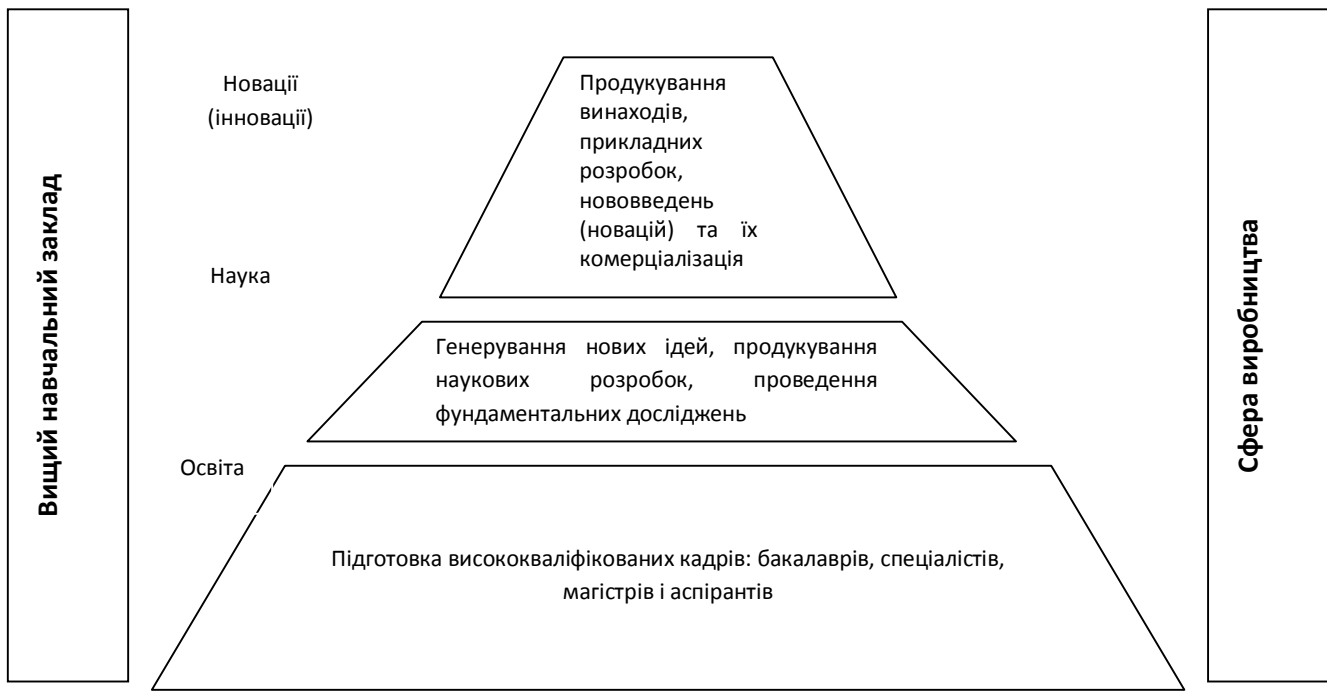 Вищий навчальний заклад
Новації
(інновації)
Продукування
винаходів,
прикладних
розробок,
нововведень
(новацій) та їх
комерціалізація
Наука
Генерування нових ідей, продукування
наукових розробок, проведення
фундаментальних досліджень
Освіта
Підготовка висококваліфікованих кадрів: бакалаврів, спеціалістів,
магістрів і аспірантів
Сфера виробництва